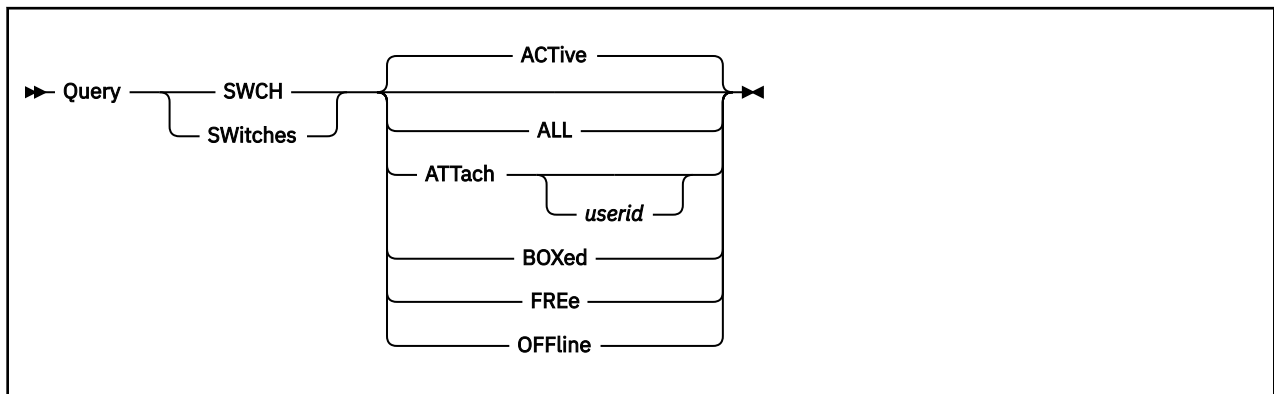 ACTive
Query SWCH
SWitches
ALL
ATTach
userid
BOXed
FREe
OFFline